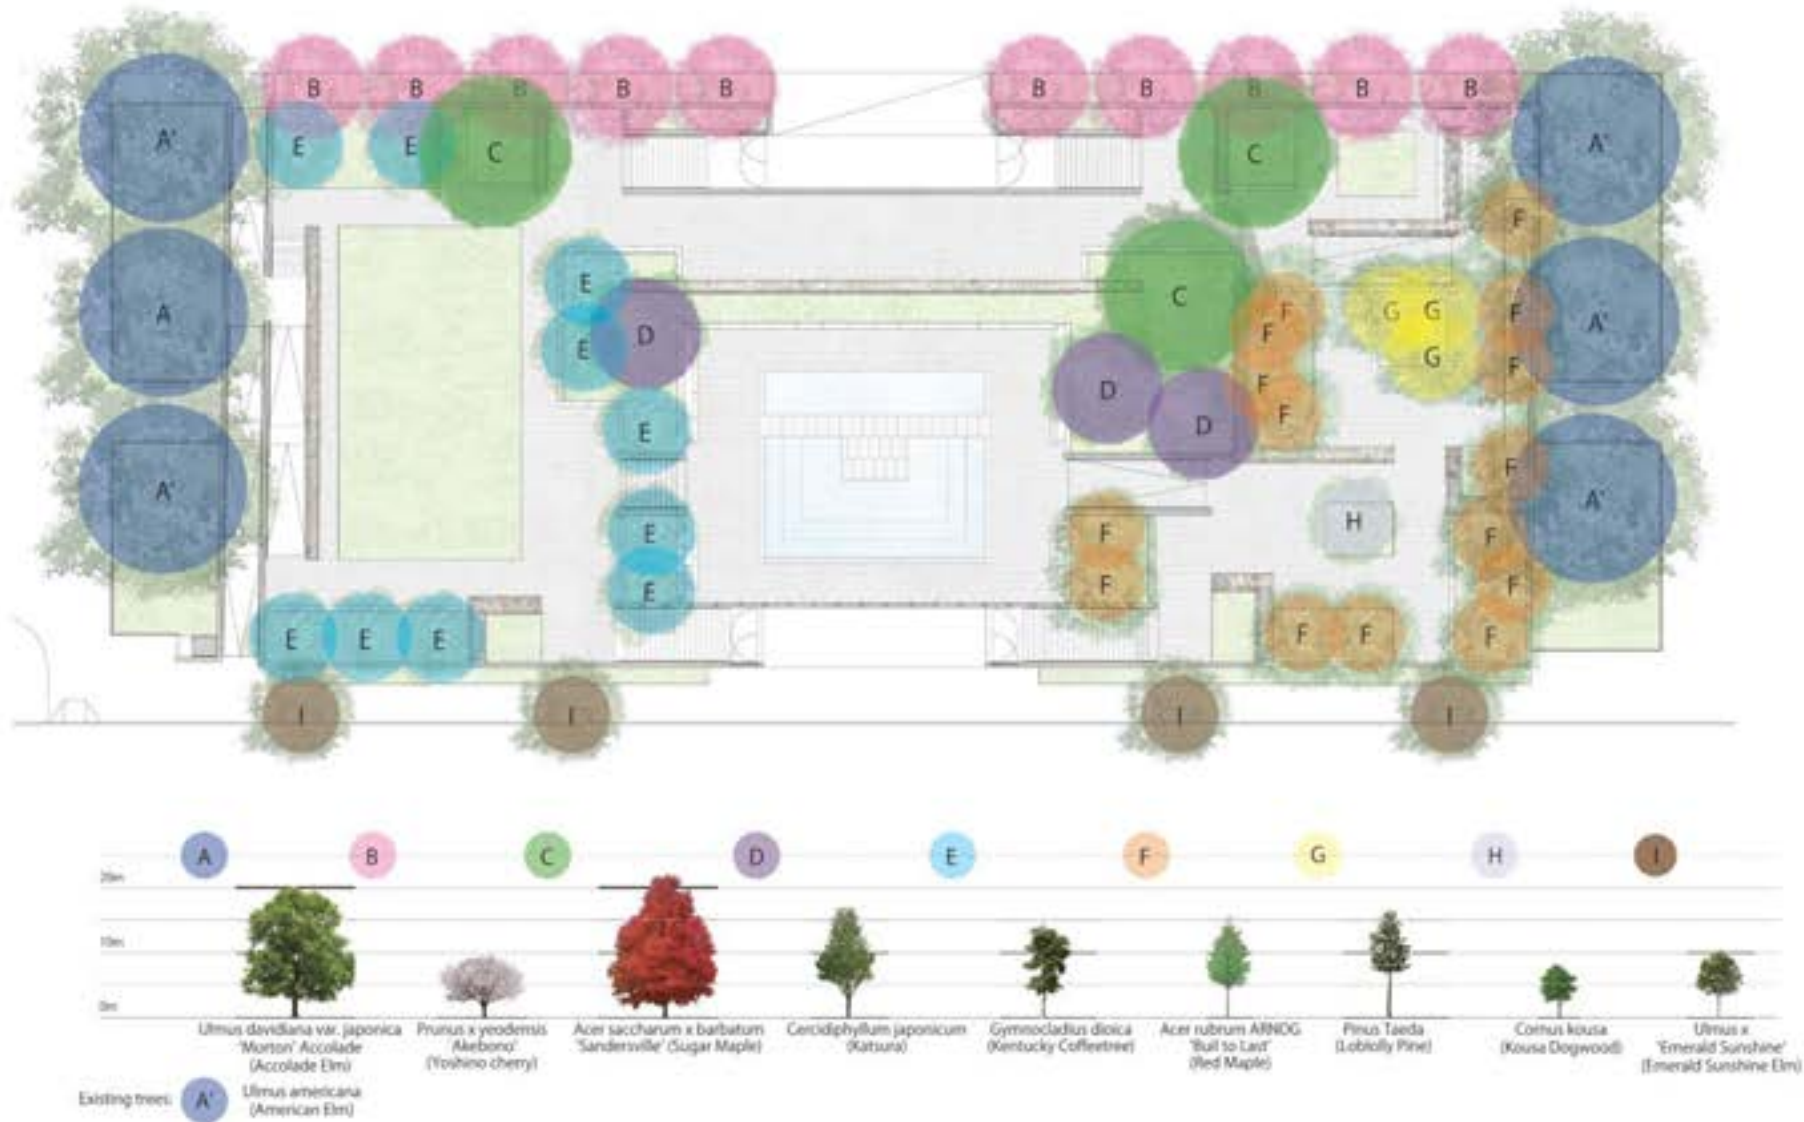 B B B B B B B B B B
A' E E C C A'
F
E C
A E D F G G F A'
F G
E D F F
E D F
A' F A'
E F H F
E F F
E E E F F F
I I I I
A B C D E F G H I
20m
10m
0m
Ulmus davidiana var. japonica
'Morton' Accolade
(Accolade Elm)
Prunus x yeodensis
'Akebono'
(Yoshino cherry)
Acer saccharum x barbatum
'Sandersville' (Sugar Maple)
Cercidiphyllum japonicum
(Katsura)
Gymnocladius dioica
(Kentucky Coffeetree)
Acer rubrum ARNOG
'Buil to Last'
(Red Maple)
Pinus Taeda
(Loblolly Pine)
Cornus kousa
(Kousa Dogwood)
Ulmus x
'Emerald Sunshine'
(Emerald Sunshine Elm)
Existing trees: A' Ulmus americana
(American Elm)